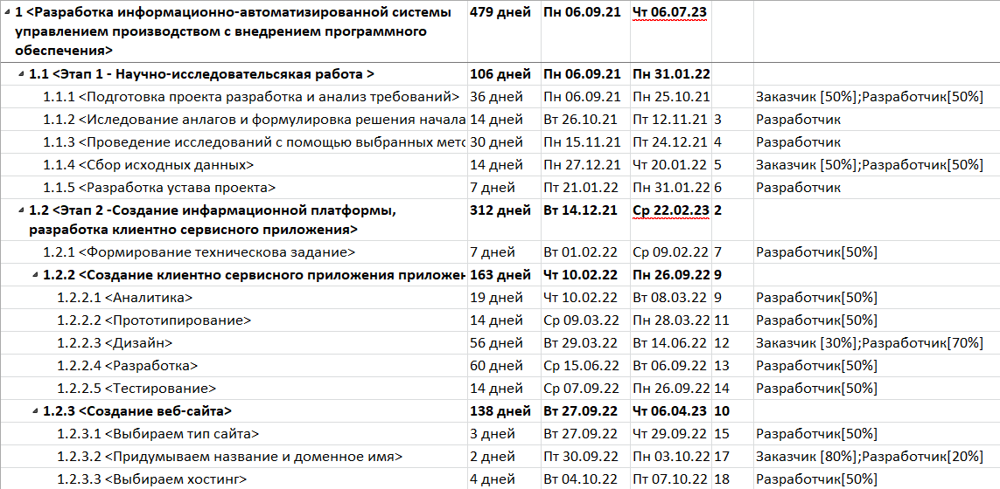 1 <Разработка информационно-автоматизированной системы 479 дней Пн 06.09.21 Чт 06.07.23
управлением производством с внедрением программного
обеспечения>
1.1 <Этап 1 - Научно-исследовательсякая работа > 106 дней Пн 06.09.21 Пн 31.01.22
1.1.1 <Подготовка проекта разработка и анализ требований> 36 дней Пн 06.09.21 Пн 25.10.21 Заказчик [50%];Разработчик[50%]
1.1.2 <Иследование анлагов и формулировка решения начала 14 дней Вт 26.10.21 Пт 12.11.21 3 Разработчик
1.1.3 <Проведение исследований с помощью выбранных мето 30 дней Пн 15.11.21 Пт 24.12.21 4 Разработчик
1.1.4 <Сбор исходных данных> 14 дней Пн 27.12.21 Чт 20.01.22 5 Заказчик [50%];Разработчик[50%]
1.1.5 <Разработка устава проекта> 7 дней Пт 21.01.22 Пн 31.01.22 6 Разработчик
1.2 <Этап 2 -Создание инфармационной платформы, 312 дней Вт 14.12.21 Ср 22.02.23 2
разработка клиентно сервисного приложения>
1.2.1 <Формирование техническова задание> 7 дней Вт 01.02.22 Ср 09.02.22 7 Разработчик[50%]
1.2.2 <Создание клиентно сервисного приложения приложен 163 дней Чт 10.02.22 Пн 26.09.22 9
1.2.2.1 <Аналитика> 19 дней Чт 10.02.22 Вт 08.03.22 9 Разработчик[50%]
1.2.2.2 <Прототипирование> 14 дней Ср 09.03.22 Пн 28.03.22 11 Разработчик[50%]
1.2.2.3 <Дизайн> 56 дней Вт 29.03.22 Вт 14.06.22 12 Заказчик [30%];Разработчик[70%]
1.2.2.4 <Разработка> 60 дней Ср 15.06.22 Вт 06.09.22 13 Разработчик[50%]
1.2.2.5 <Тестирование> 14 дней Ср 07.09.22 Пн 26.09.22 14 Разработчик[50%]
1.2.3 <Создание веб-сайта> 138 дней Вт 27.09.22 Чт 06.04.23 10
1.2.3.1 <Выбираем тип сайта> 3 дней Вт 27.09.22 Чт 29.09.22 15 Разработчик[50%]
1.2.3.2 <Придумываем название и доменное имя> 2 дней Пт 30.09.22 Пн 03.10.22 17 Заказчик [80%];Разработчик[20%]
1.2.3.3 <Выбираем хостинг> 4 дней Вт 04.10.22 Пт 07.10.22 18 Разработчик[50%]